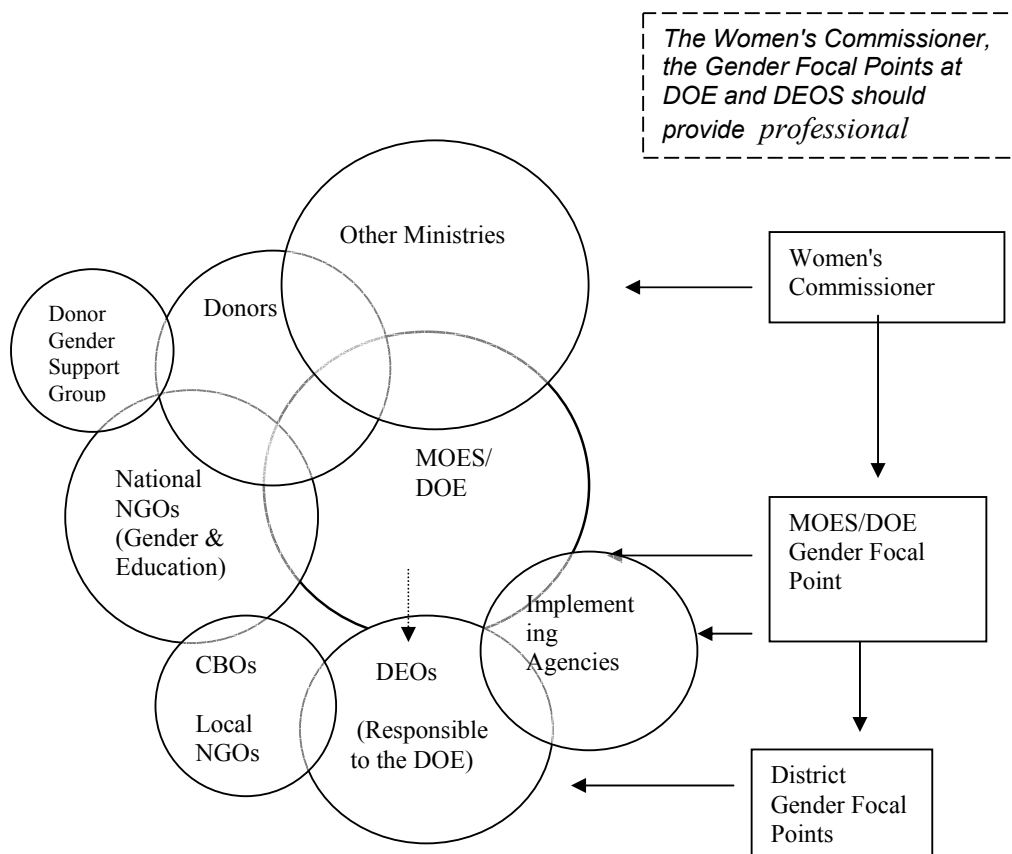 The Women's Commissioner,
the Gender Focal Points at
DOE and DEOS should
provide professional
Other Ministries
Women's
Commissioner
Donors
Donor
Gender
Support
Group
MOES/
DOE
National
NGOs
(Gender &
Education)
MOES/DOE
Gender Focal
Point
Implement
ing
Agencies
CBOs
Local
NGOs
DEOs
(Responsible
to the DOE)
District
Gender Focal
Points